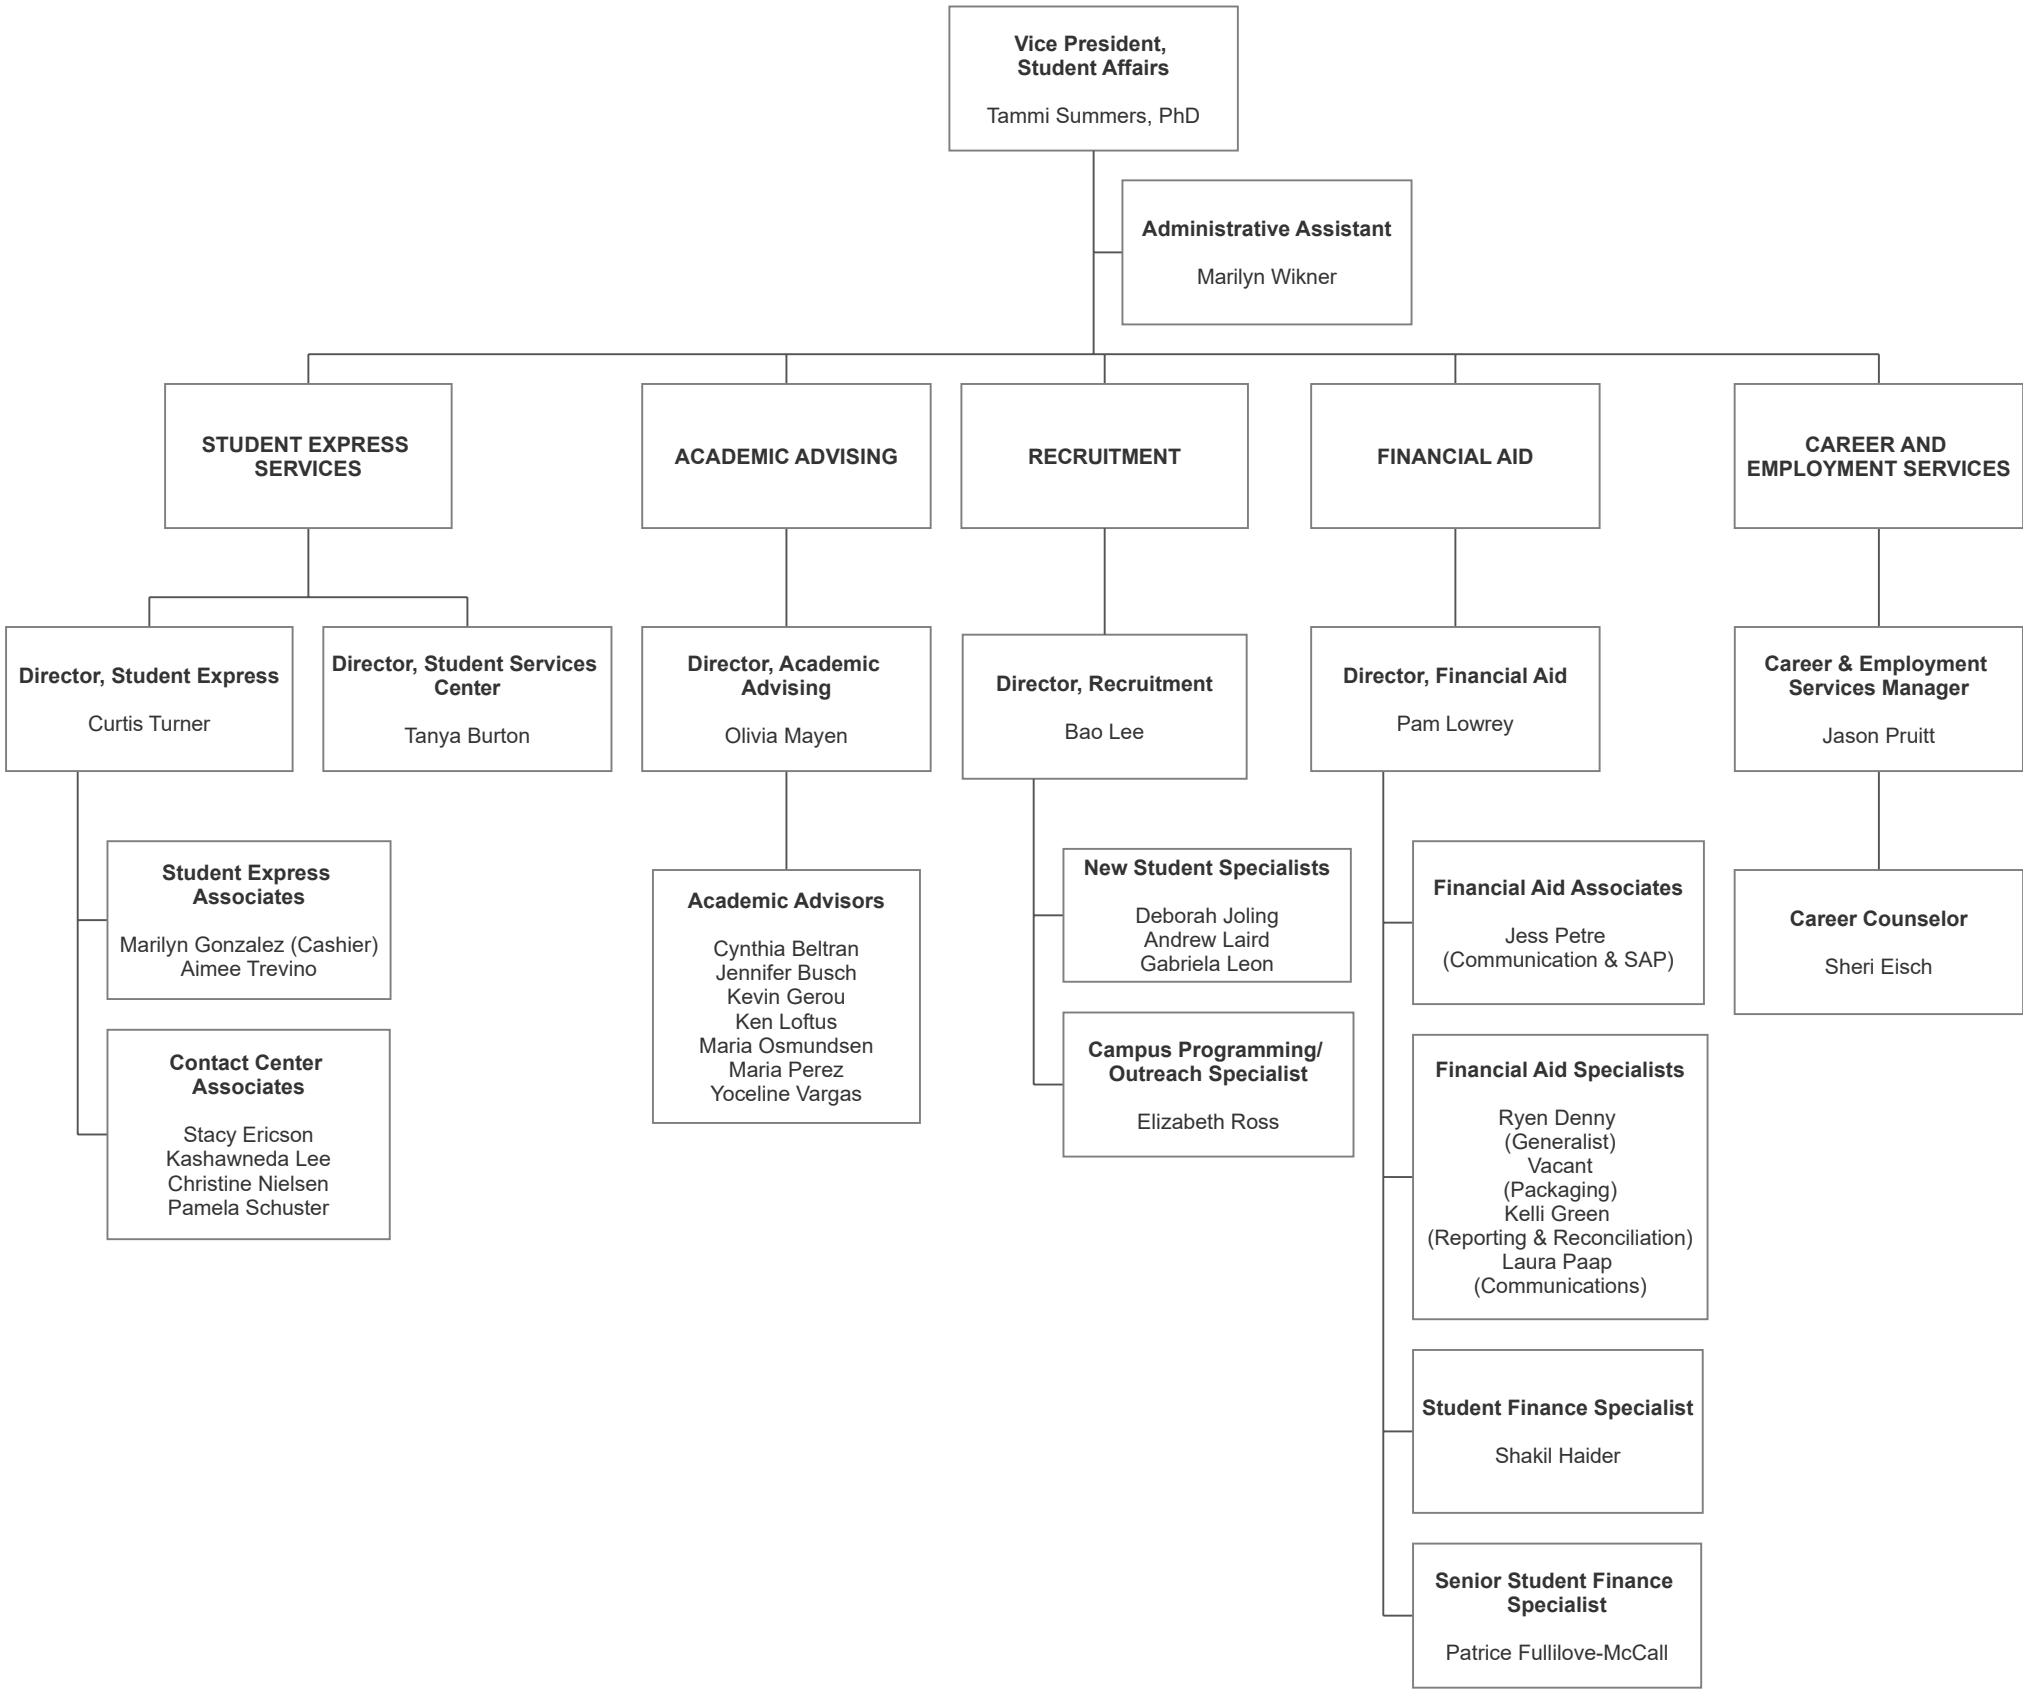 Vice President,
Student Affairs
Tammi Summers, PhD
Administrative Assistant
Marilyn Wikner
STUDENT EXPRESS
SERVICES
ACADEMIC ADVISING
RECRUITMENT
FINANCIAL AID
CAREER AND
EMPLOYMENT SERVICES
Director, Student Express
Curtis Turner
Director, Student Services
Center
Tanya Burton
Director, Academic
Advising
Olivia Mayen
Director, Recruitment
Bao Lee
Director, Financial Aid
Pam Lowrey
Career & Employment
Services Manager
Jason Pruitt
Student Express
Associates
Marilyn Gonzalez (Cashier)
Aimee Trevino
Contact Center
Associates
Stacy Ericson
Kashawneda Lee
Christine Nielsen
Pamela Schuster
Academic Advisors
Cynthia Beltran
Jennifer Busch
Kevin Gerou
Ken Loftus
Maria Osmundsen
Maria Perez
Yoceline Vargas
New Student Specialists
Deborah Joling
Andrew Laird
Gabriela Leon
Campus Programming/
Outreach Specialist
Elizabeth Ross
Financial Aid Associates
Jess Petre
(Communication & SAP)
Financial Aid Specialists
Ryen Denny
(Generalist)
Vacant
(Packaging)
Kelli Green
(Reporting & Reconciliation)
Laura Paap
(Communications)
Student Finance Specialist
Shakil Haider
Senior Student Finance
Specialist
Patrice Fullilove-McCall
Career Counselor
Sheri Eisch